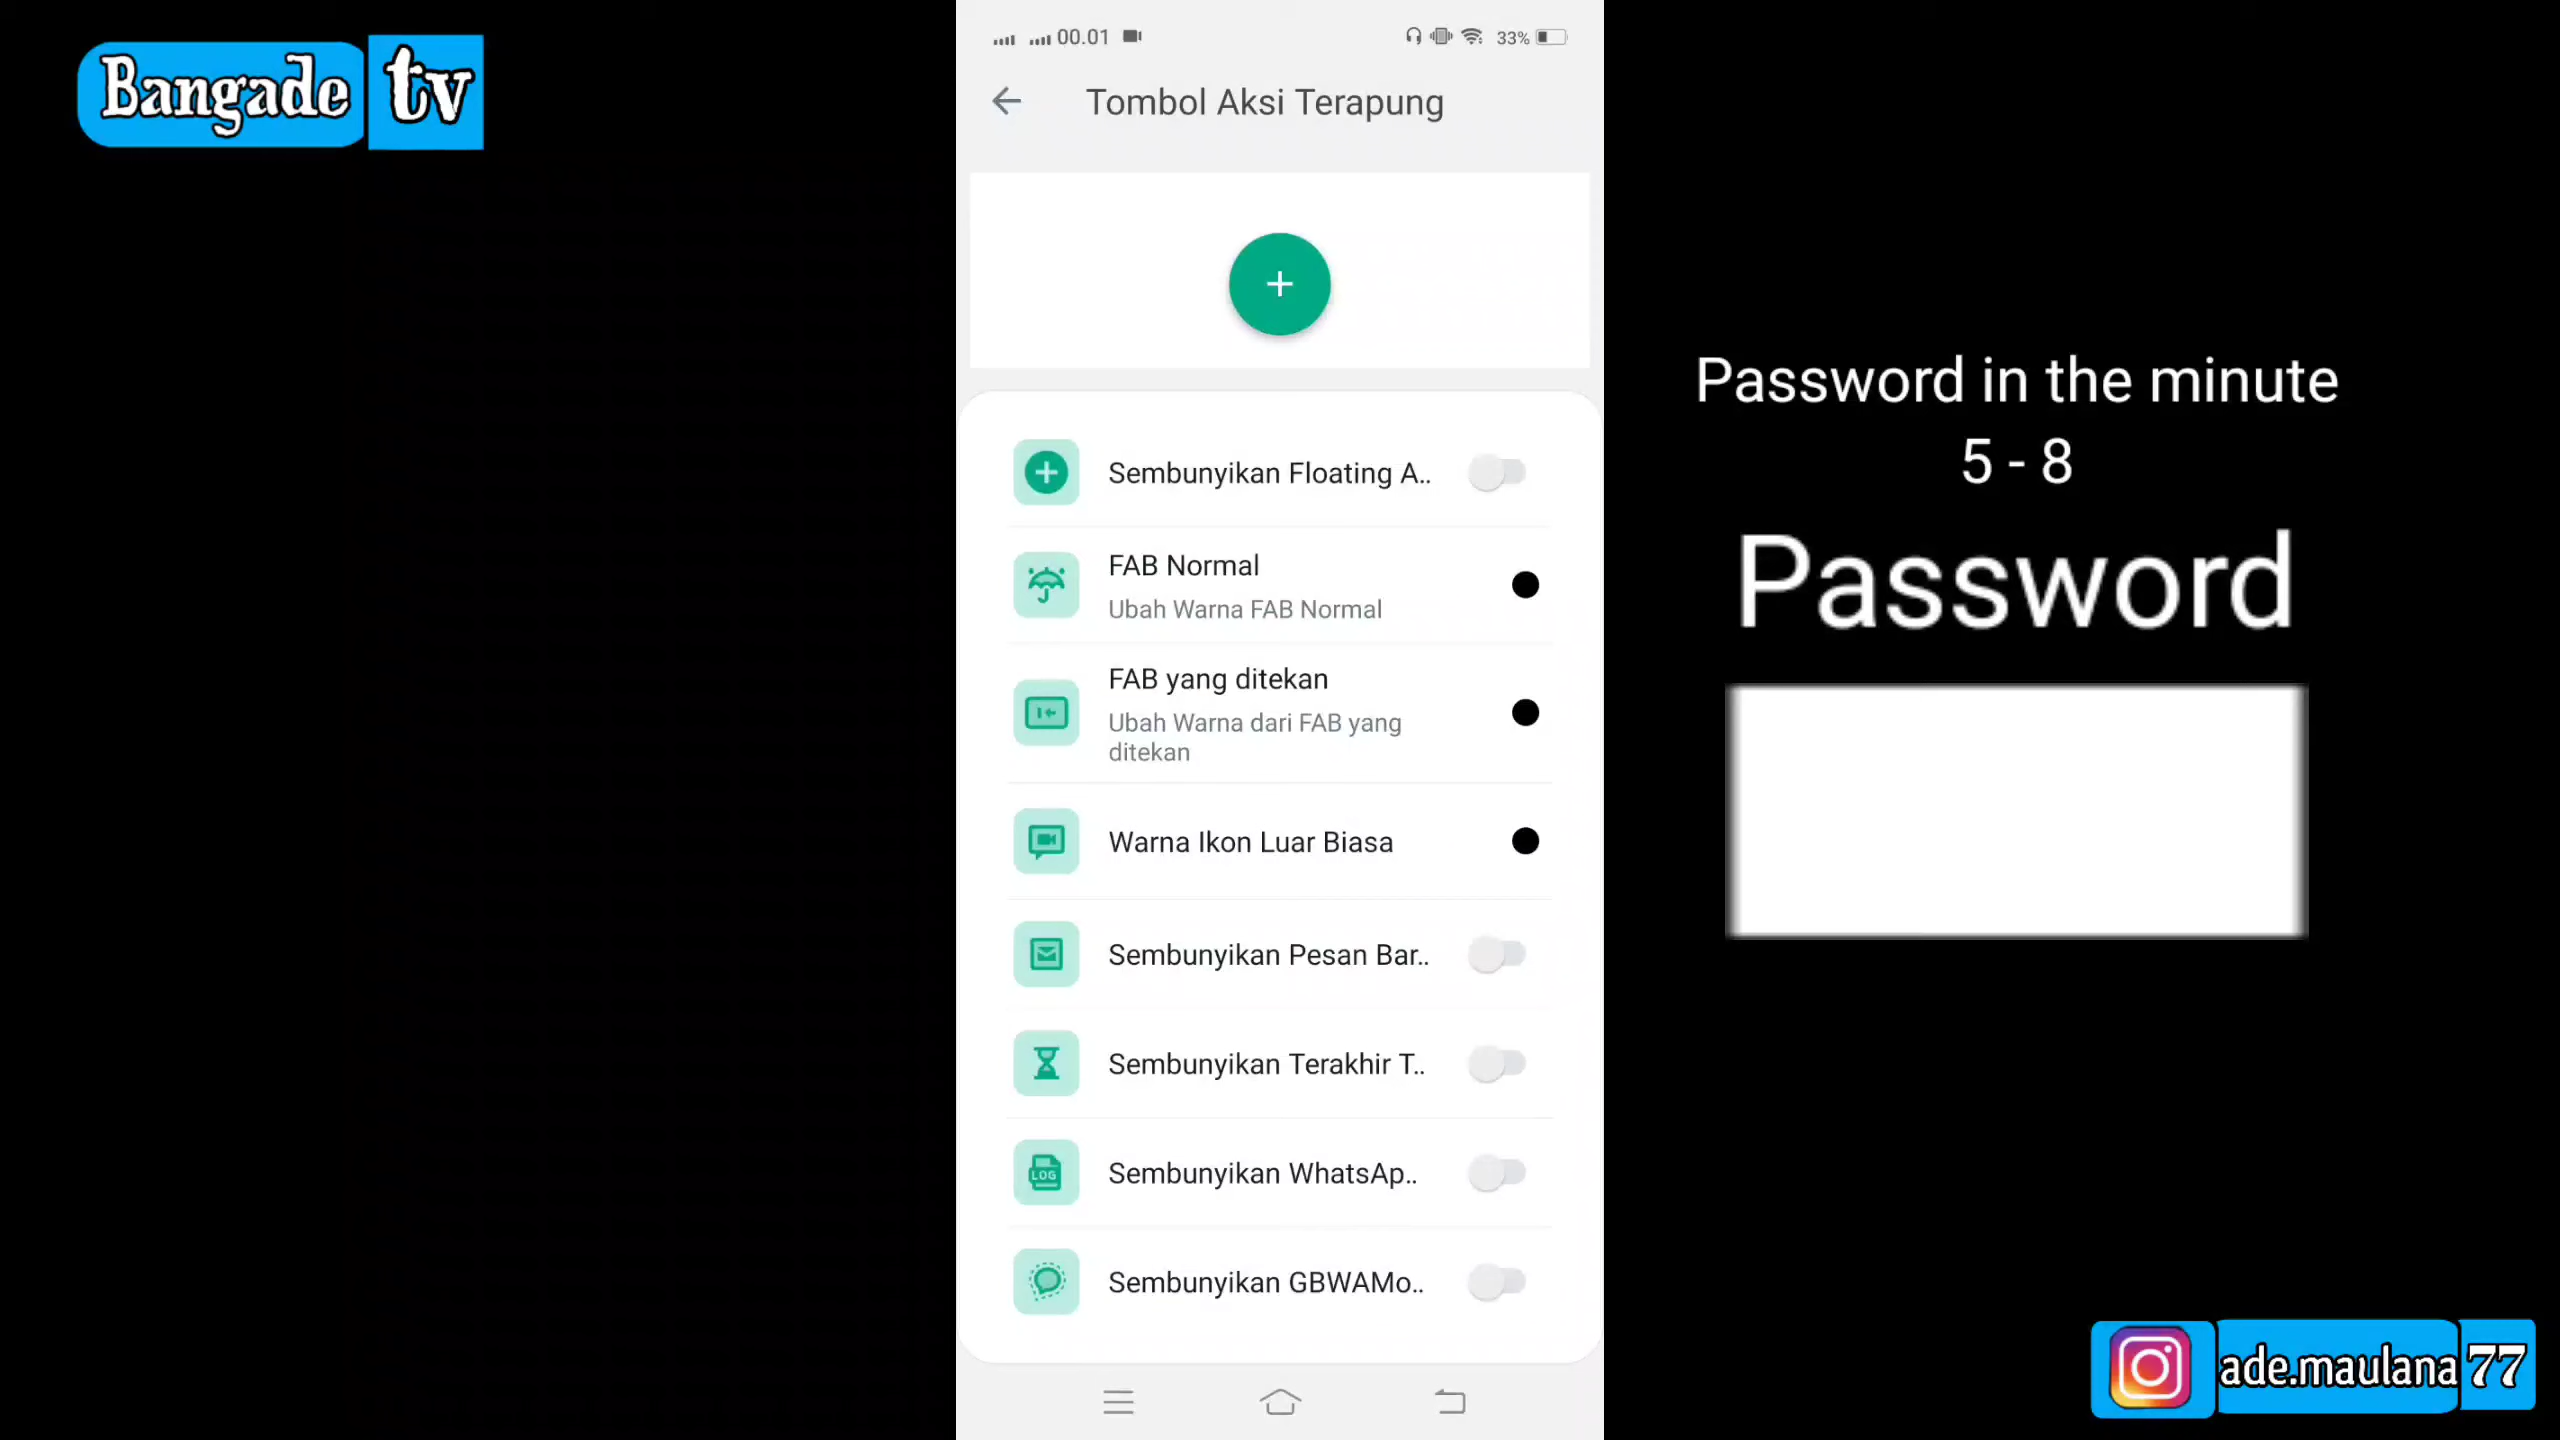 Bangade tv
00.01
33%
Tombol Aksi Terapung
Sembunyikan Floating A..
FAB Normal
Ubah Warna FAB Normal
FAB yang ditekan
Ubah Warna dari FAB yang
ditekan
Warna Ikon Luar Biasa
Sembunyikan Pesan Bar..
Sembunyikan Terakhir T..
LOG
Sembunyikan WhatsAp..
Sembunyikan GBWAMo..
Password in the minute
5 - 8
Password
ade.maulana 77